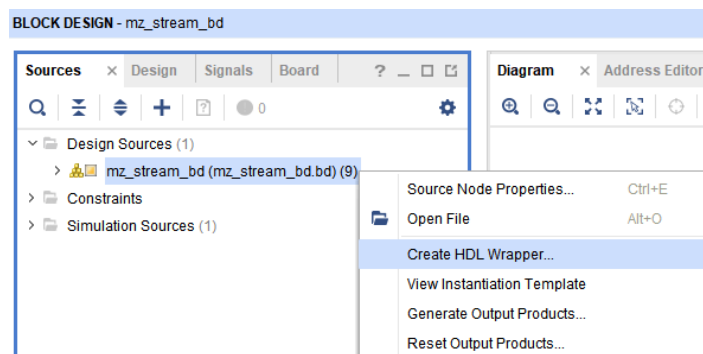 BLOCK DESIGN - mz_stream_bd
Sources × Design Signals Board ? Diagram × Address Editor
0
Design Sources (1)
mz_stream_bd (mz_stream_bd.bd) (9)
Constraints
Simulation Sources (1)
Source Node Properties... Ctrl+E
Open File Alt+O
Create HDL Wrapper...
View Instantiation Template
Generate Output Products...
Reset Output Products...